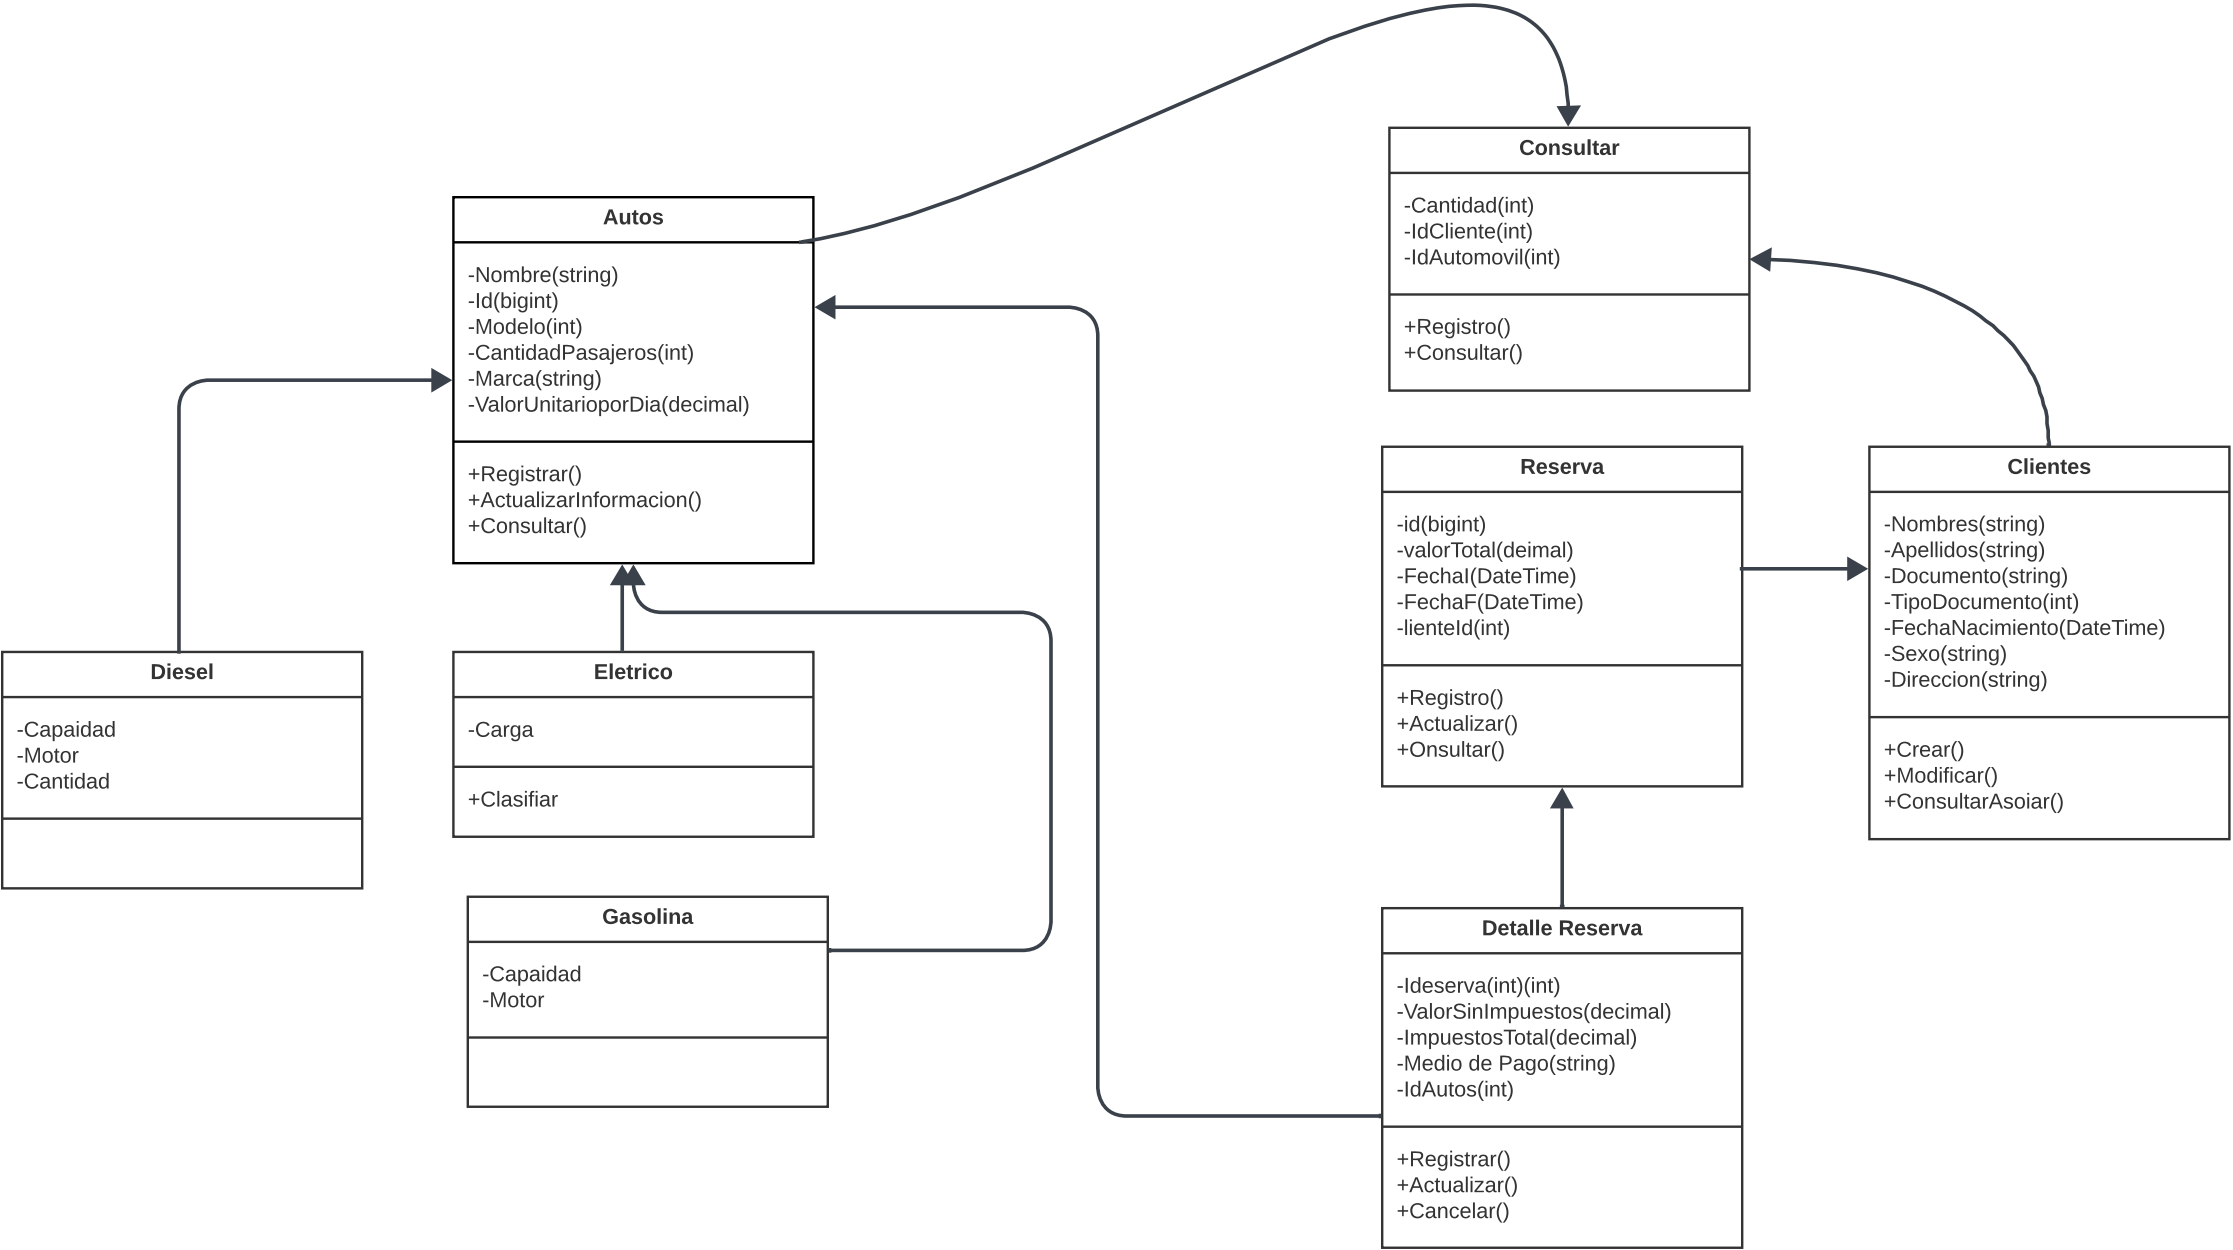 Consultar
-Cantidad(int)
-IdCliente(int)
-IdAutomovil(int)
+Registro()
+Consultar()
Autos
-Nombre(string)
-Id(bigint)
-Modelo(int)
-CantidadPasajeros(int)
-Marca(string)
-ValorUnitarioporDia(decimal)
+Registrar()
+ActualizarInformacion()
+Consultar()
Reserva
-id(bigint)
-valorTotal(deimal)
-FechaI(DateTime)
-FechaF(DateTime)
-lienteId(int)
+Registro()
+Actualizar()
+Onsultar()
Clientes
-Nombres(string)
-Apellidos(string)
-Documento(string)
-TipoDocumento(int)
-FechaNacimiento(DateTime)
-Sexo(string)
-Direccion(string)
+Crear()
+Modificar()
+ConsultarAsoiar()
Diesel
-Capaidad
-Motor
-Cantidad
Eletrico
-Carga
+Clasifiar
Gasolina
-Capaidad
-Motor
Detalle Reserva
-Ideserva(int)(int)
-ValorSinImpuestos(decimal)
-ImpuestosTotal(decimal)
-Medio de Pago(string)
-IdAutos(int)
+Registrar()
+Actualizar()
+Cancelar()